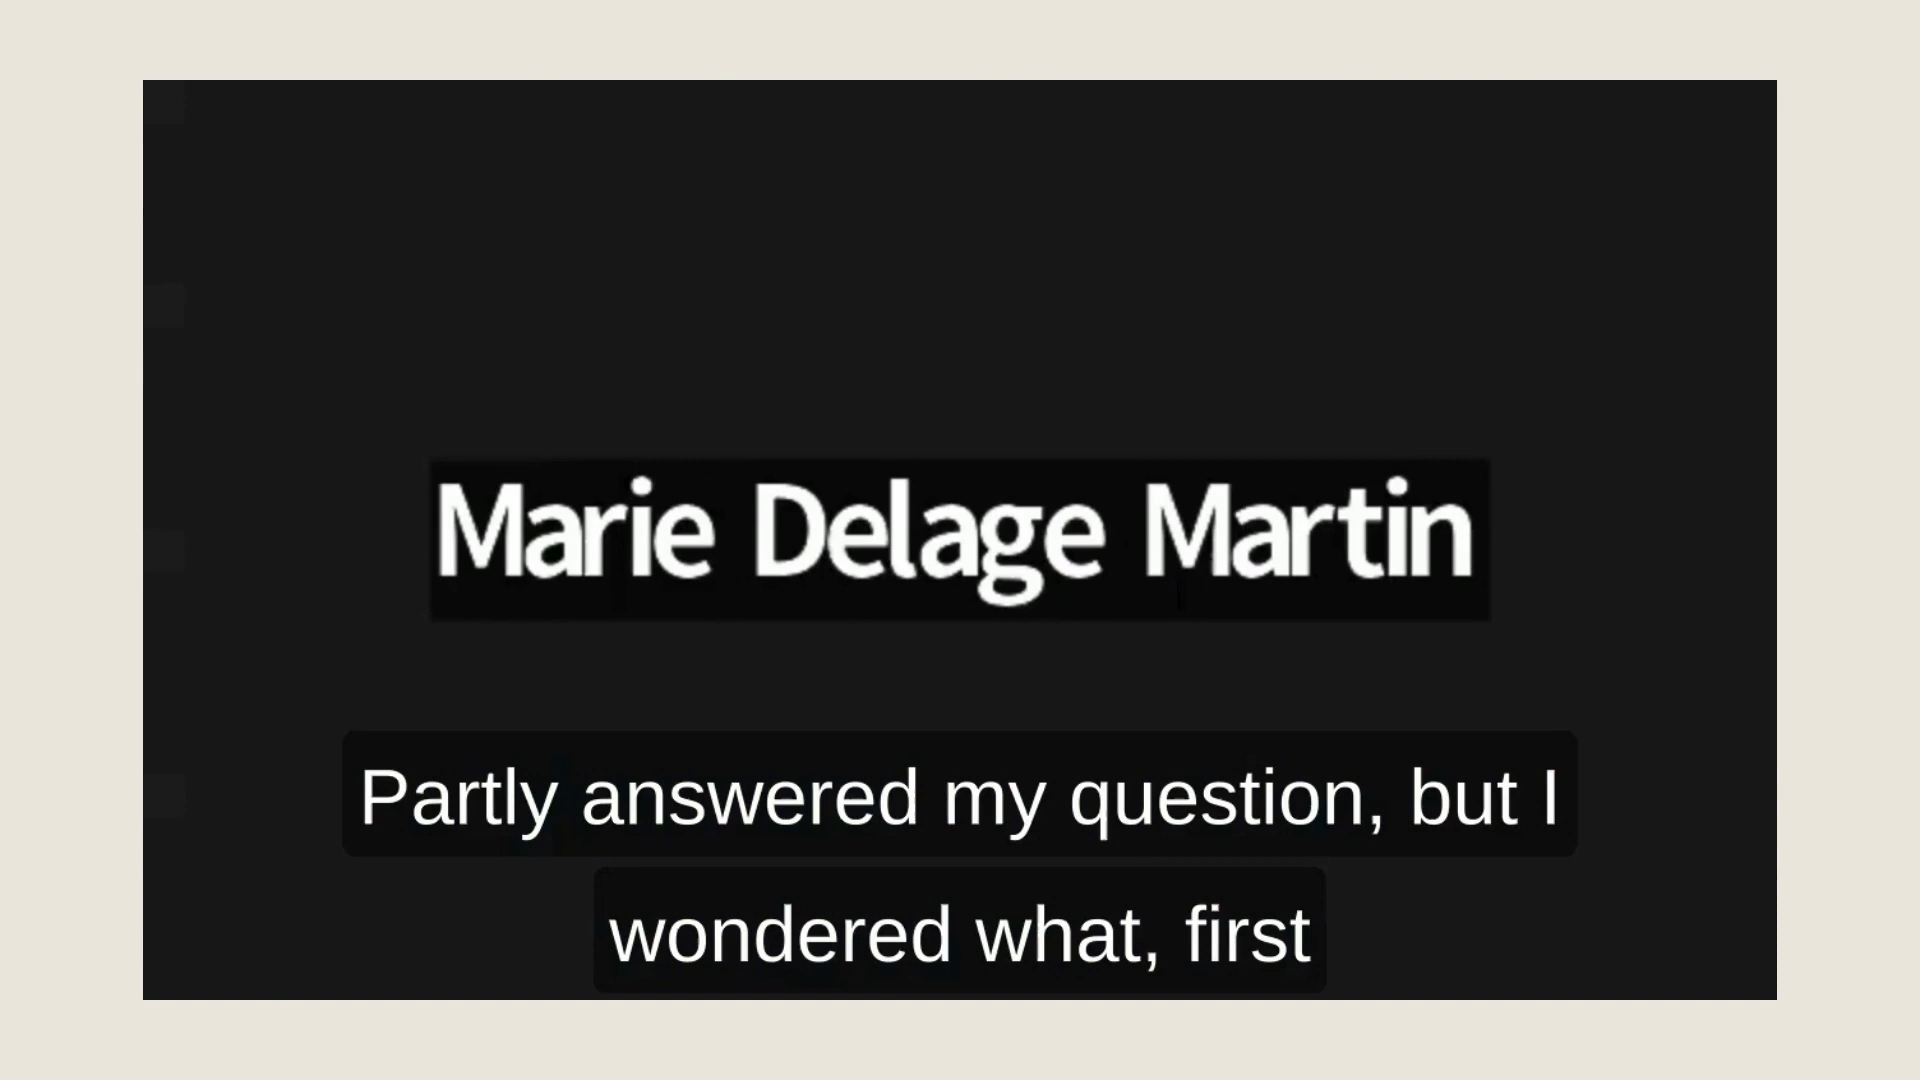 Marie Delage Martin
Partly answered my question, but I
wondered what, first